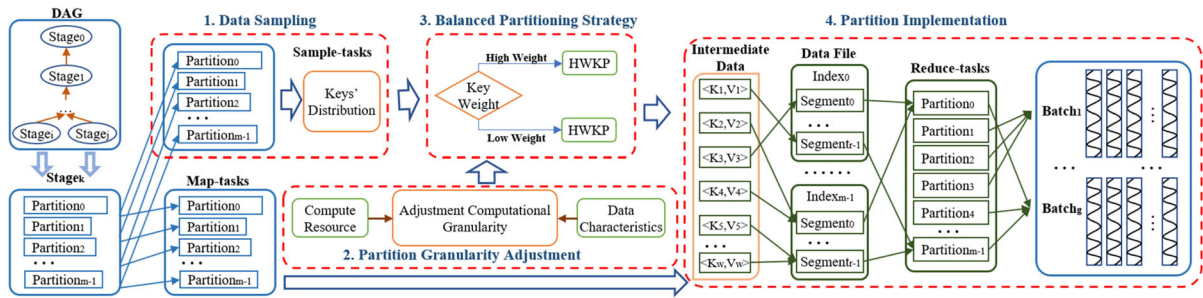 DAG
Stage0
Stage1
...
Stagei
Stagej
Stagek
Partition0
Partition1
Partition2
...
Partitionm-1
1. Data Sampling
Partition0
Partition1
Partition2
...
Partitionm-1
Sample-tasks
Keys'
Distribution
Map-tasks
Partition0
Partition1
Partition2
...
Partitionm-1
3. Balanced Partitioning Strategy
Key
Weight
High Weight
HWKP
Low Weight
HWKP
Compute
Resource
Adjustment Computational
Granularity
Data
Characteristics
2. Partition Granularity Adjustment
4. Partition Implementation
Intermediate
Data
<K1,V1>
<K2,V2>
<K3,V3>
<K4,V4>
<K5,V5>
...
<Kw,Vw>
Data File
Index0
Segment0
...
Segmentr-1
......
Indexm-1
Segment0
...
Segmentr-1
Reduce-tasks
Partition0
Partition1
Partition2
Partition3
Partition4
...
Partitionm-1
Batch1
...
...
...
Batchg
...